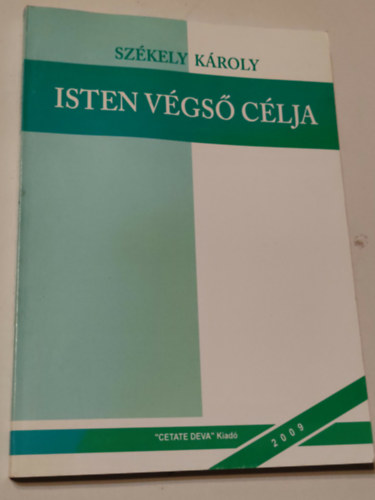 SZÉKELY KÁROLY
ISTEN VÉGSŐ CÉLJA
"CETATE DEVA" Kiadó
2009